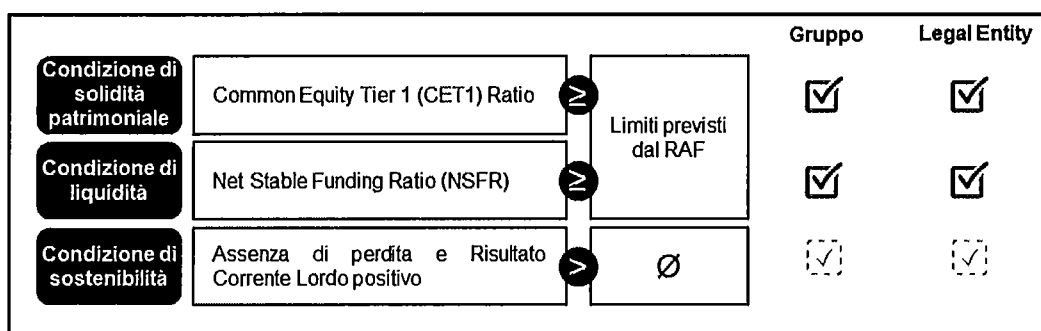 Gruppo Legal Entity
Condizione di
solidità
patrimoniale
Common Equity Tier 1 (CET1) Ratio
≥
Limiti previsti
dal RAF
Condizione di
liquidità
Net Stable Funding Ratio (NSFR)
≥
Condizione di
sostenibilità
Assenza di perdita e Risultato
Corrente Lordo positivo
>
Ø